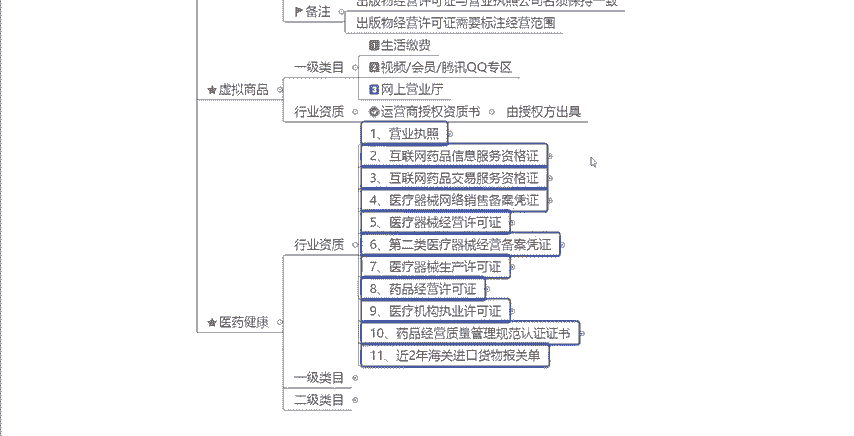 出版物经营许可证与营业执照公司名须保持一致
备注
出版物经营许可证需要标注经营范围
虚拟商品
一级类目
1 生活缴费
2 视频/会员/腾讯QQ专区
3 网上营业厅
行业资质
运营商授权资质书
由授权方出具
医药健康
行业资质
1、营业执照
2、互联网药品信息服务资格证
3、互联网药品交易服务资格证
4、医疗器械网络销售备案凭证
5、医疗器械经营许可证
6、第二类医疗器械经营备案凭证
7、医疗器械生产许可证
8、药品经营许可证
9、医疗机构执业许可证
10、药品经营质量管理规范认证证书
11、近2年海关进口货物报关单
一级类目
二级类目